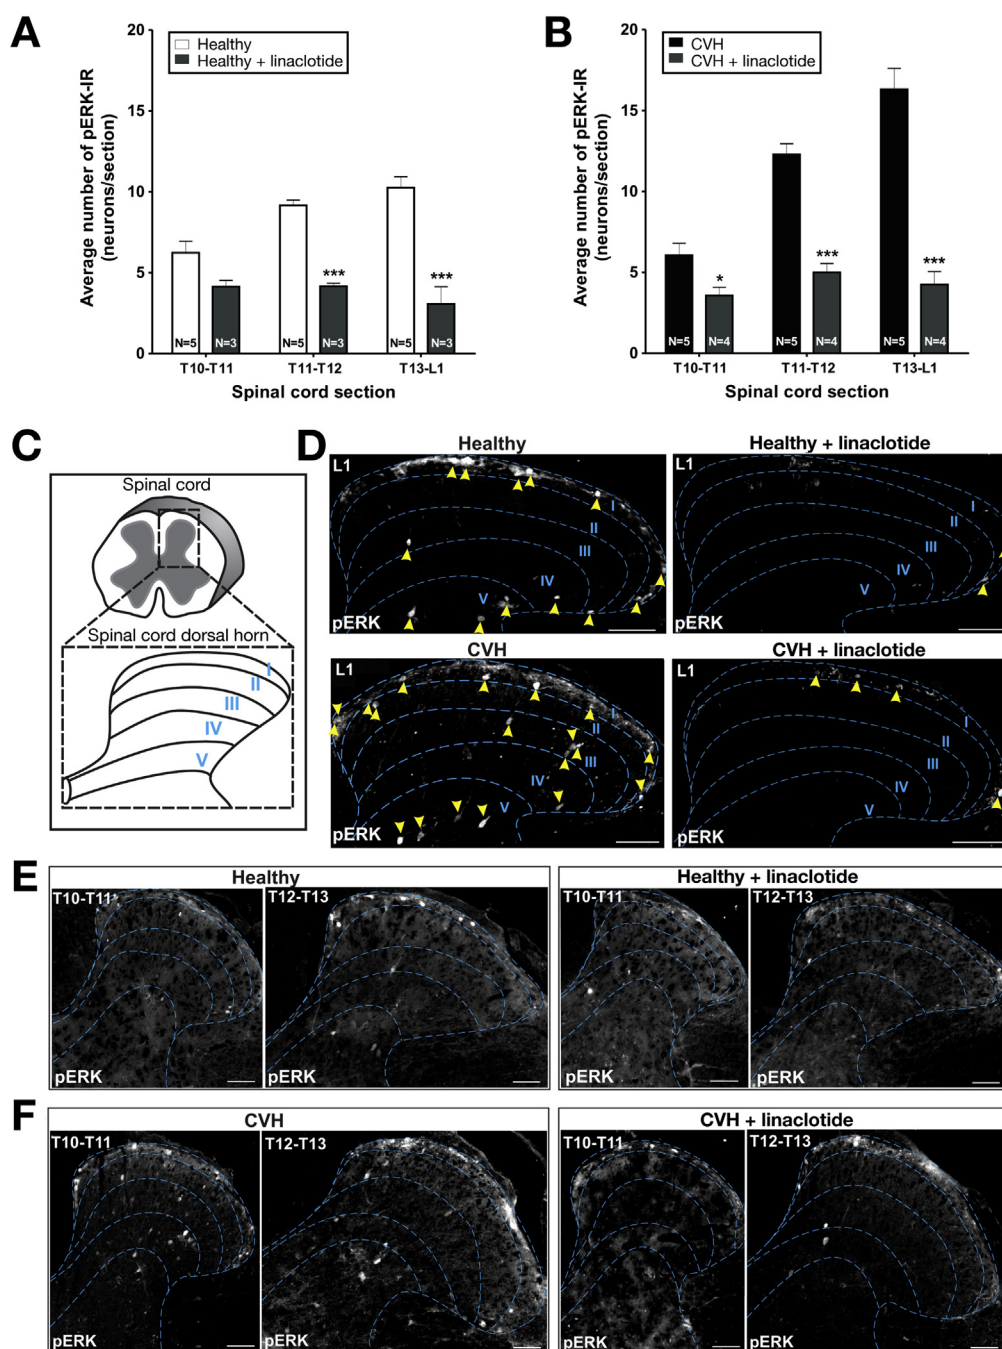 A
Average number of pERK-IR
(neurons/section)
20
15
10
5
0
Healthy
Healthy + linaclotide
***
***
N=5
N=3
N=5
N=3
N=5
N=3
T10-T11
T11-T12
T13-L1
Spinal cord section
B
Average number of pERK-IR
(neurons/section)
20
15
10
5
0
CVH
CVH + linaclotide
*
***
***
N=5
N=4
N=5
N=4
N=5
N=4
T10-T11
T11-T12
T13-L1
Spinal cord section
C
Spinal cord
Spinal cord dorsal horn
I
II
III
IV
V
D
Healthy
L1
I
II
III
IV
V
pERK
Healthy + linaclotide
L1
I
II
III
IV
V
pERK
CVH
L1
I
II
III
IV
V
pERK
CVH + linaclotide
L1
I
II
III
IV
V
pERK
E
Healthy
T10-T11
pERK
T12-T13
pERK
Healthy + linaclotide
T10-T11
pERK
T12-T13
pERK
F
CVH
T10-T11
pERK
T12-T13
pERK
CVH + linaclotide
T10-T11
pERK
T12-T13
pERK